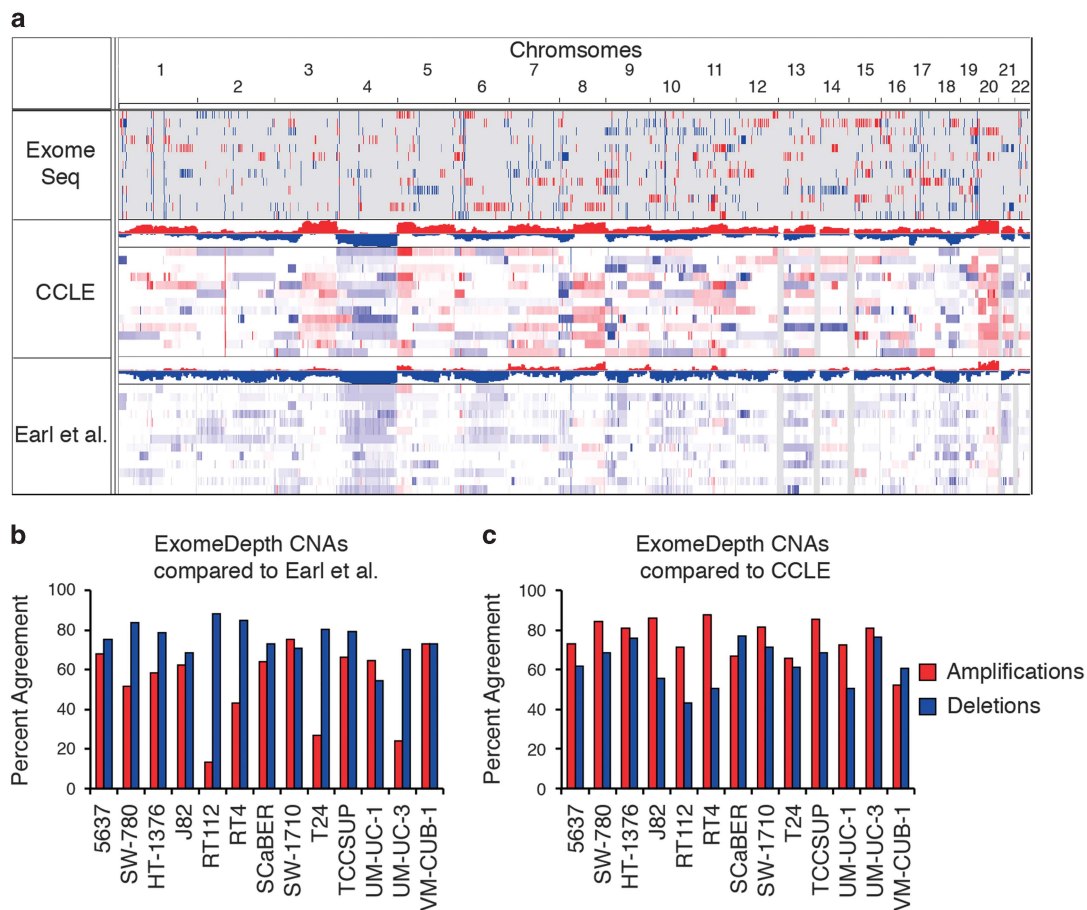 a
Chromsomes
1 3 5 7 9 11 13 15 17 19 21
2 4 6 8 10 12 14 16 18 20 22
Exome
Seq
CCLE
Earl et al.
b
ExomeDepth CNAs
compared to Earl et al.
Percent Agreement
100
80
60
40
20
0
5637
SW-780
HT-1376
J82
RT112
RT4
SCaBER
SW-1710
T24
TCCSUP
UM-UC-1
UM-UC-3
VM-CUB-1
c
ExomeDepth CNAs
compared to CCLE
Percent Agreement
100
80
60
40
20
0
5637
SW-780
HT-1376
J82
RT112
RT4
SCaBER
SW-1710
T24
TCCSUP
UM-UC-1
UM-UC-3
VM-CUB-1
Amplifications
Deletions